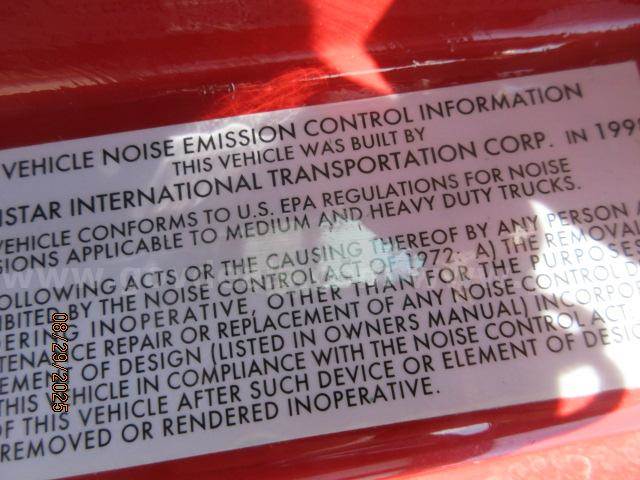 VEHICLE NOISE EMISSION CONTROL INFORMATION
THIS VEHICLE WAS BUILT BY
ISTAR INTERNATIONAL TRANSPORTATION CORP. IN 199
VEHICLE CONFORMS TO U.S. EPA REGULATIONS FOR NOISE
SIONS APPLICABLE TO MEDIUM AND HEAVY DUTY TRUCKS.
OLLOWING ACTS OR THE CAUSING THEREOF BY ANY PERSON A
IBITED BY THE NOISE CONTROL ACT OF 1972. A) THE REMOVAL
DERING INOPERATIVE, OTHER THAN FOR THE PURPOSES
TENANCE REPAIR OR REPLACEMENT OF ANY NOISE CONTROL D
EMENT OF DESIGN (LISTED IN OWNERS MANUAL) INCORPOR
THIS VEHICLE IN COMPLIANCE WITH THE NOISE CONTROL ACT.
OF THIS VEHICLE AFTER SUCH DEVICE OR ELEMENT OF DESIG
REMOVED OR RENDERED INOPERATIVE.
08/29/2025